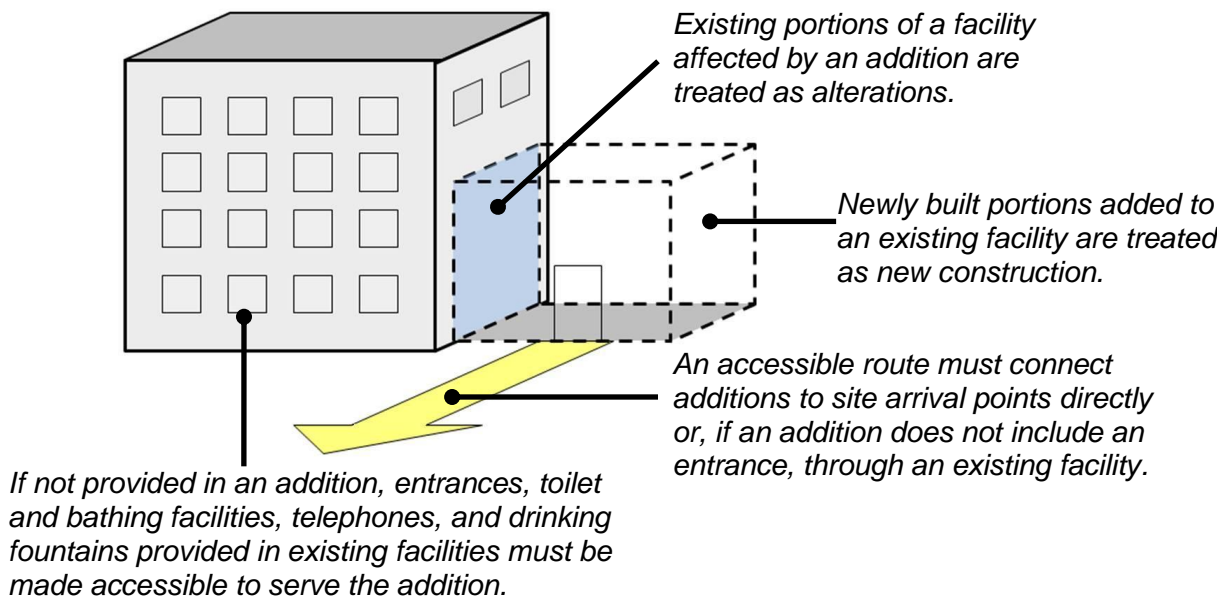 Existing portions of a facility
affected by an addition are
treated as alterations.
Newly built portions added to
an existing facility are treated
as new construction.
An accessible route must connect
additions to site arrival points directly
or, if an addition does not include an
entrance, through an existing facility.
If not provided in an addition, entrances, toilet
and bathing facilities, telephones, and drinking
fountains provided in existing facilities must be
made accessible to serve the addition.